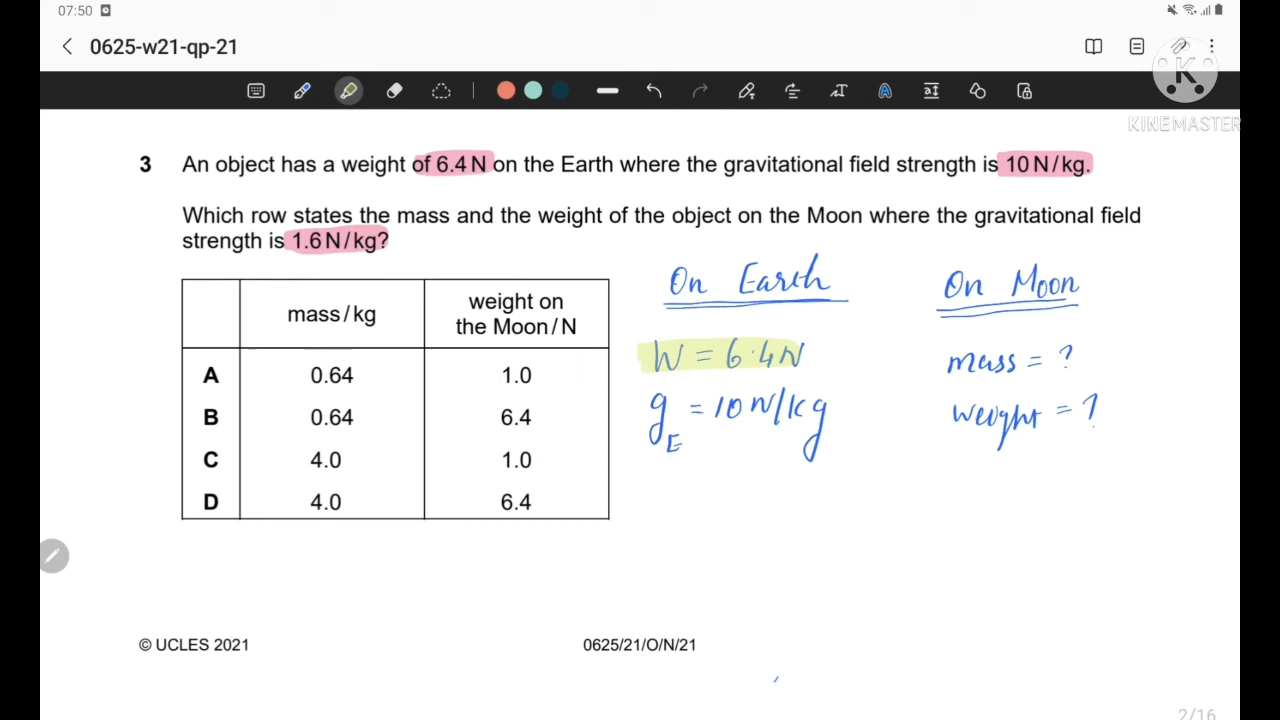 07:50
0625-w21-qp-21
K
KINEMASTER
3 An object has a weight of 6.4 N on the Earth where the gravitational field strength is 10 N/kg.
Which row states the mass and the weight of the object on the Moon where the gravitational field
strength is 1.6 N/kg?
mass/kg weight on the Moon/N
A 0.64 1.0
B 0.64 6.4
C 4.0 1.0
D 4.0 6.4
On Earth
W = 6.4N
gE = 10 N/kg
On Moon
mass = ?
weight = ?
© UCLES 2021 0625/21/O/N/21
2/16